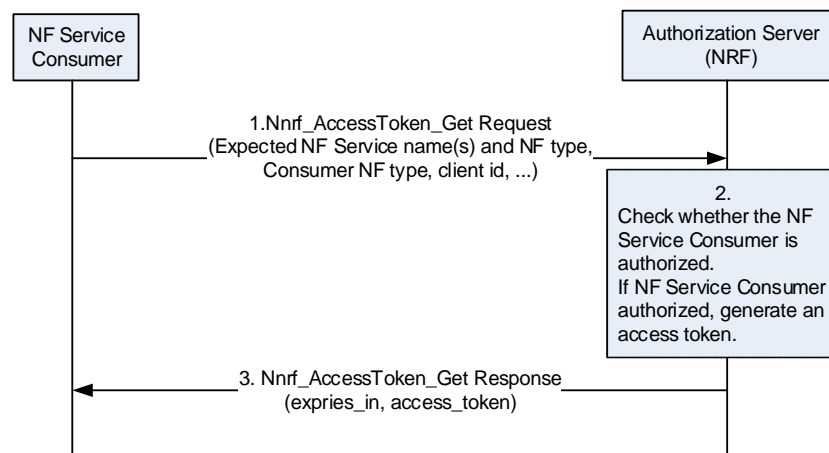 NF Service
Consumer
Authorization Server
(NRF)
1.Nnrf_AccessToken_Get Request
(Expected NF Service name(s) and NF type,
Consumer NF type, client id, ...)
2.
Check whether the NF
Service Consumer is
authorized.
If NF Service Consumer
authorized, generate an
access token.
3. Nnrf_AccessToken_Get Response
(expries_in, access_token)